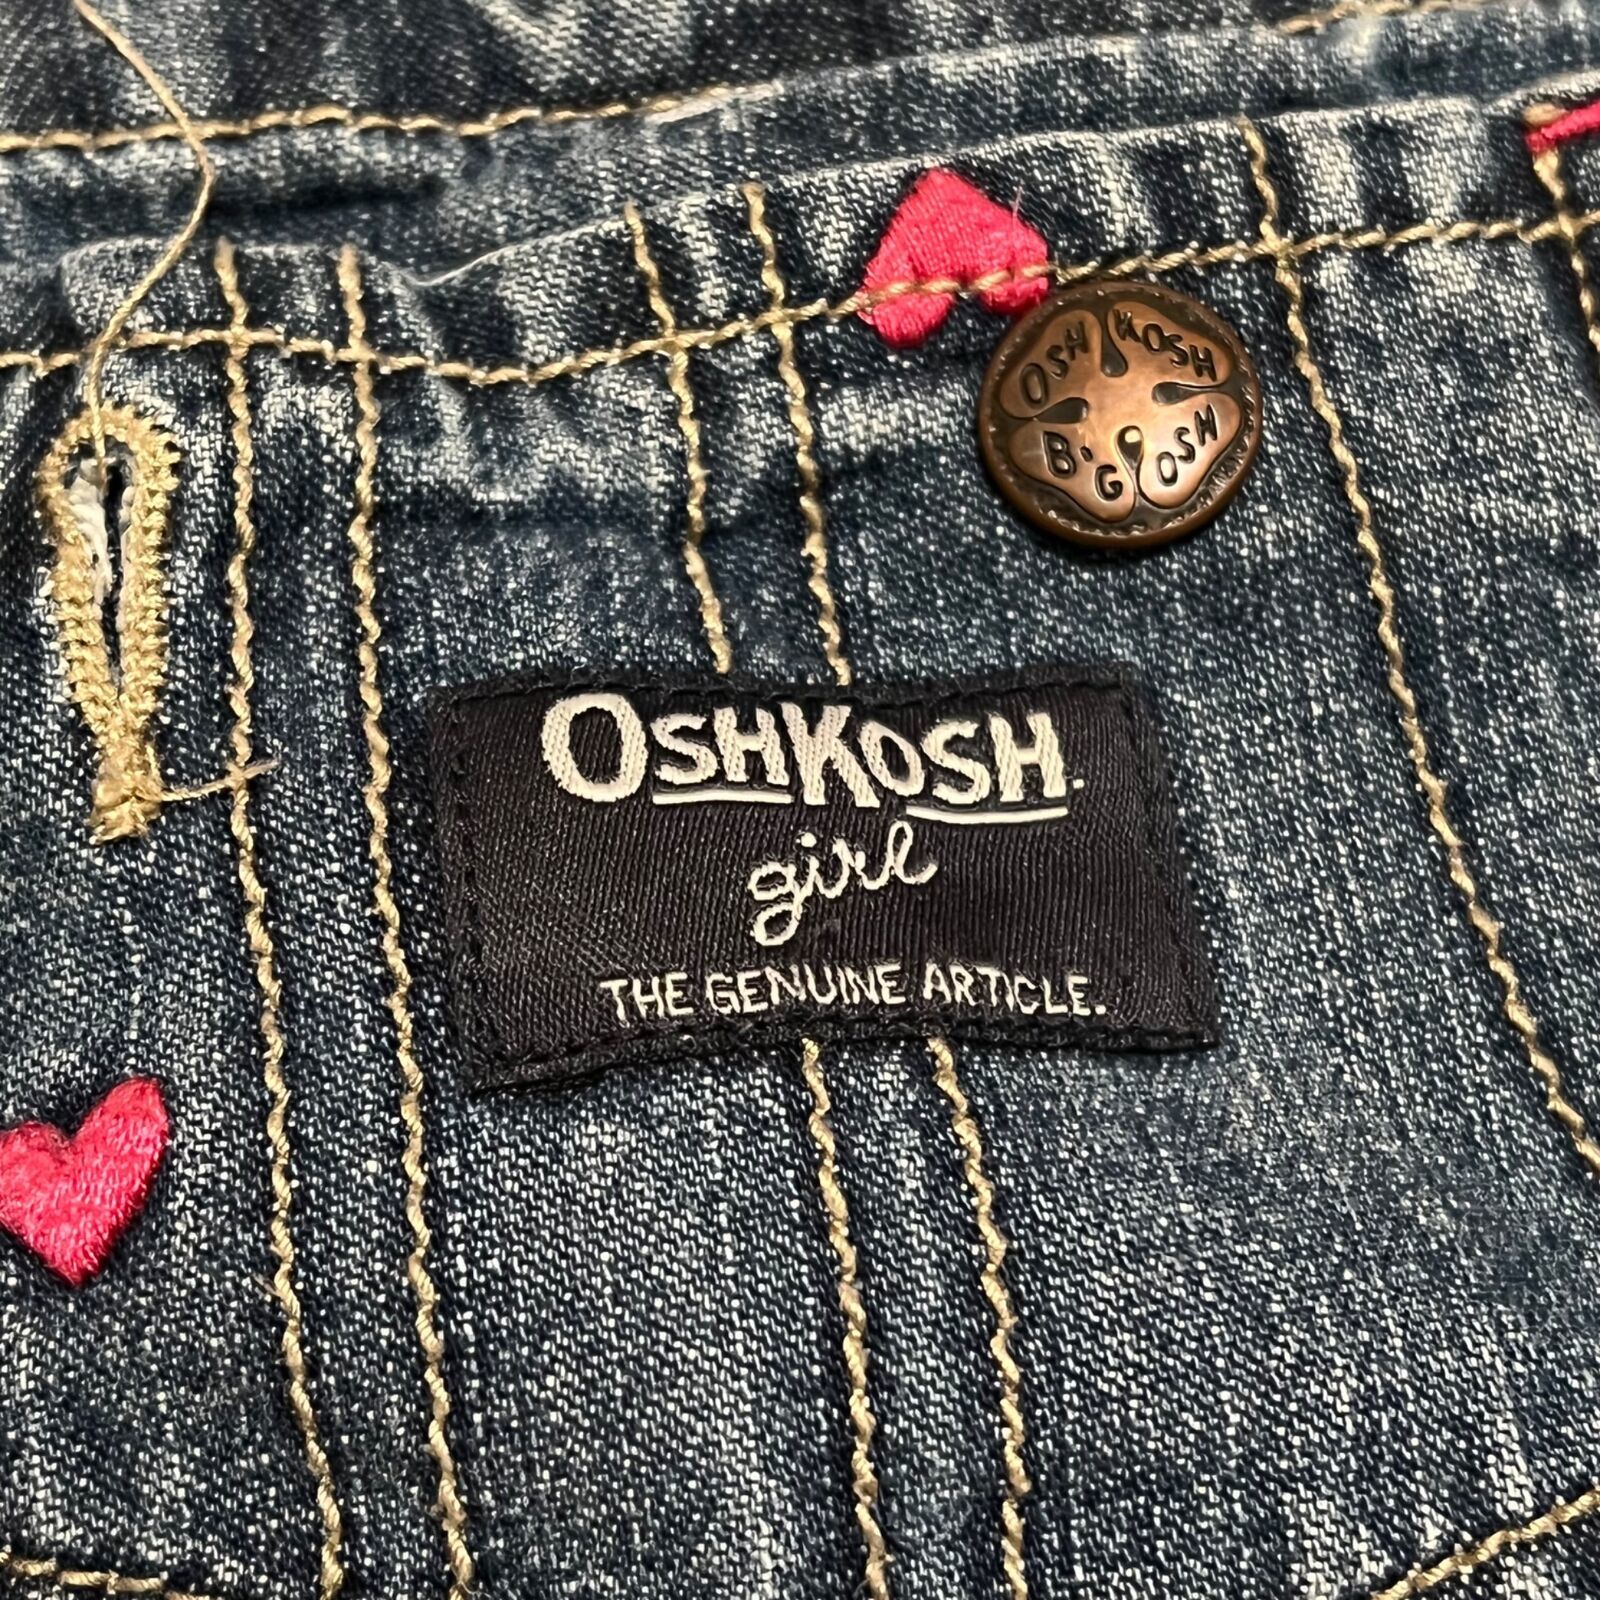 OSH KOSH
B'GOSH
OSHKOSH
girl
THE GENUINE ARTICLE.